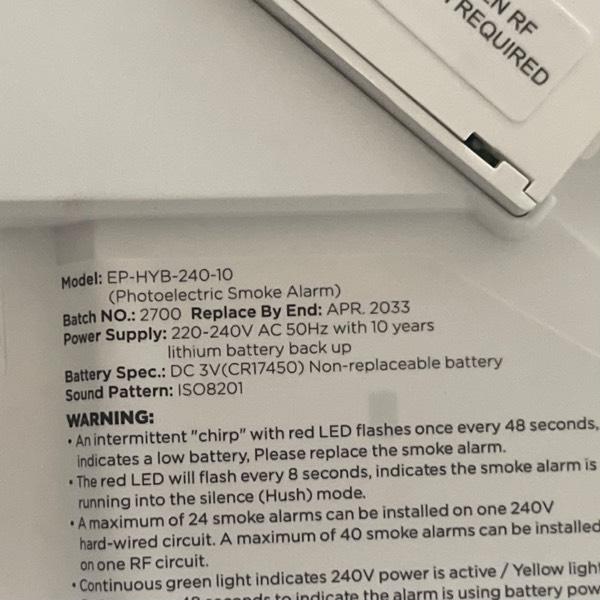 EN RF
REQUIRED
Model: EP-HYB-240-10
(Photoelectric Smoke Alarm)
Batch NO.: 2700 Replace By End: APR. 2033
Power Supply: 220-240V AC 50Hz with 10 years
lithium battery back up
Battery Spec.: DC 3V(CR17450) Non-replaceable battery
Sound Pattern: ISO8201
WARNING:
• An intermittent "chirp" with red LED flashes once every 48 seconds,
indicates a low battery, Please replace the smoke alarm.
• The red LED will flash every 8 seconds, indicates the smoke alarm is
running into the silence (Hush) mode.
• A maximum of 24 smoke alarms can be installed on one 240V
hard-wired circuit. A maximum of 40 smoke alarms can be installed
on one RF circuit.
• Continuous green light indicates 240V power is active / Yellow light
seconds to indicate the alarm is using battery pow